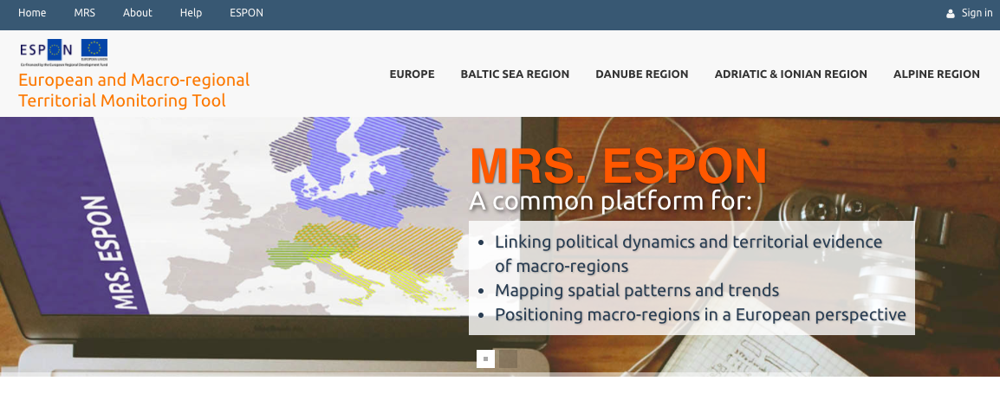 Home MRS About Help ESPON Sign in
ESPON
Co-financed by the European Regional Development Fund
European and Macro-regional
Territorial Monitoring Tool
EUROPE BALTIC SEA REGION DANUBE REGION ADRIATIC & IONIAN REGION ALPINE REGION
MRS. ESPON
MRS. ESPON
A common platform for:
• Linking political dynamics and territorial evidence
of macro-regions
• Mapping spatial patterns and trends
• Positioning macro-regions in a European perspective